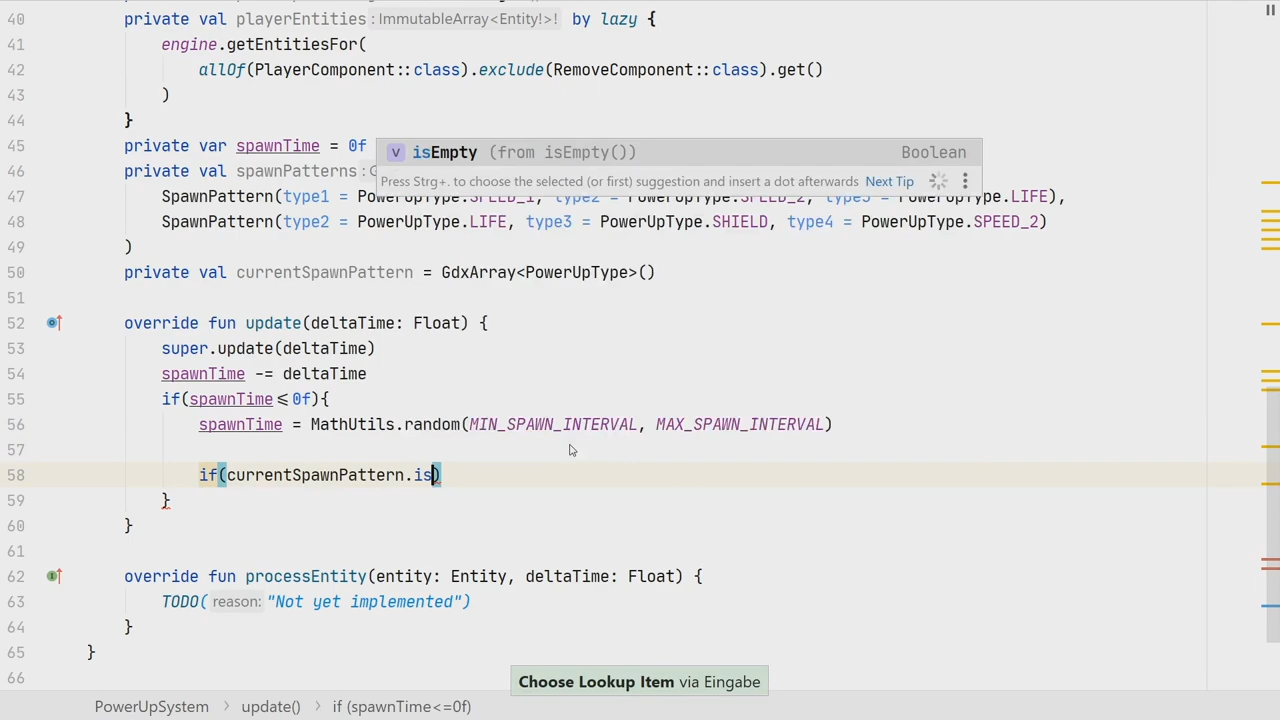 40 private val playerEntities : ImmutableArray<Entity!>! by lazy {
41 engine.getEntitiesFor(
42 allOf(PlayerComponent::class).exclude(RemoveComponent::class).get()
43 )
44 }
45 private var spawnTime = 0f
46 private val spawnPatterns
v isEmpty (from isEmpty()) Boolean
Press Strg+. to choose the selected (or first) suggestion and insert a dot afterwards Next Tip
47 SpawnPattern(type1 = PowerUpType.SPEED_1, type2 = PowerUpType.SPEED_2, type3 = PowerUpType.LIFE),
48 SpawnPattern(type2 = PowerUpType.LIFE, type3 = PowerUpType.SHIELD, type4 = PowerUpType.SPEED_2)
49 )
50 private val currentSpawnPattern = GdxArray<PowerUpType>()
51
52 override fun update(deltaTime: Float) {
53 super.update(deltaTime)
54 spawnTime -= deltaTime
55 if(spawnTime<=0f){
56 spawnTime = MathUtils.random(MIN_SPAWN_INTERVAL, MAX_SPAWN_INTERVAL)
57
58 if(currentSpawnPattern.is)
59 }
60 }
61
62 override fun processEntity(entity: Entity, deltaTime: Float) {
63 TODO( reason: "Not yet implemented")
64 }
65 }
66
Choose Lookup Item via Eingabe
PowerUpSystem > update() > if (spawnTime<=0f)